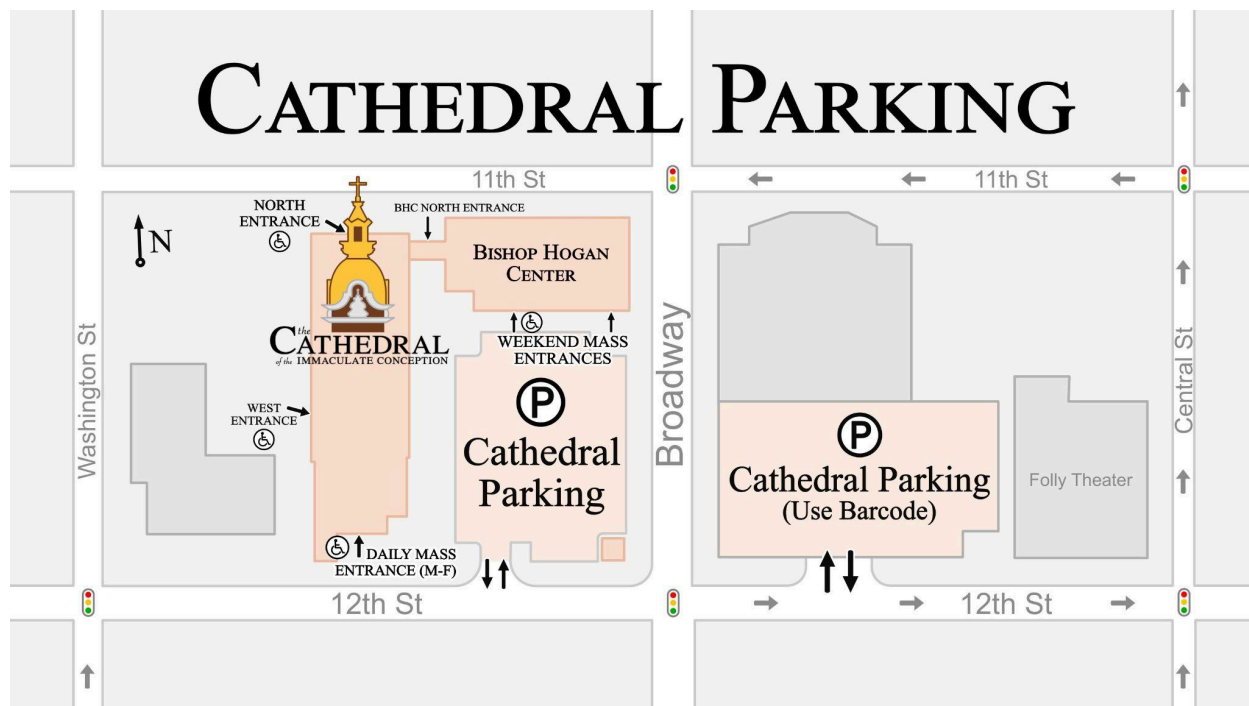 CATHEDRAL PARKING
11th St
11th St
N
NORTH
ENTRANCE
BHC NORTH ENTRANCE
BISHOP HOGAN
CENTER
the
CATHEDRAL
of the IMMACULATE CONCEPTION
WEEKEND MASS
ENTRANCES
Washington St
Broadway
Central St
WEST
ENTRANCE
P
Cathedral
Parking
P
Cathedral Parking
(Use Barcode)
Folly Theater
DAILY MASS
ENTRANCE (M-F)
12th St
12th St